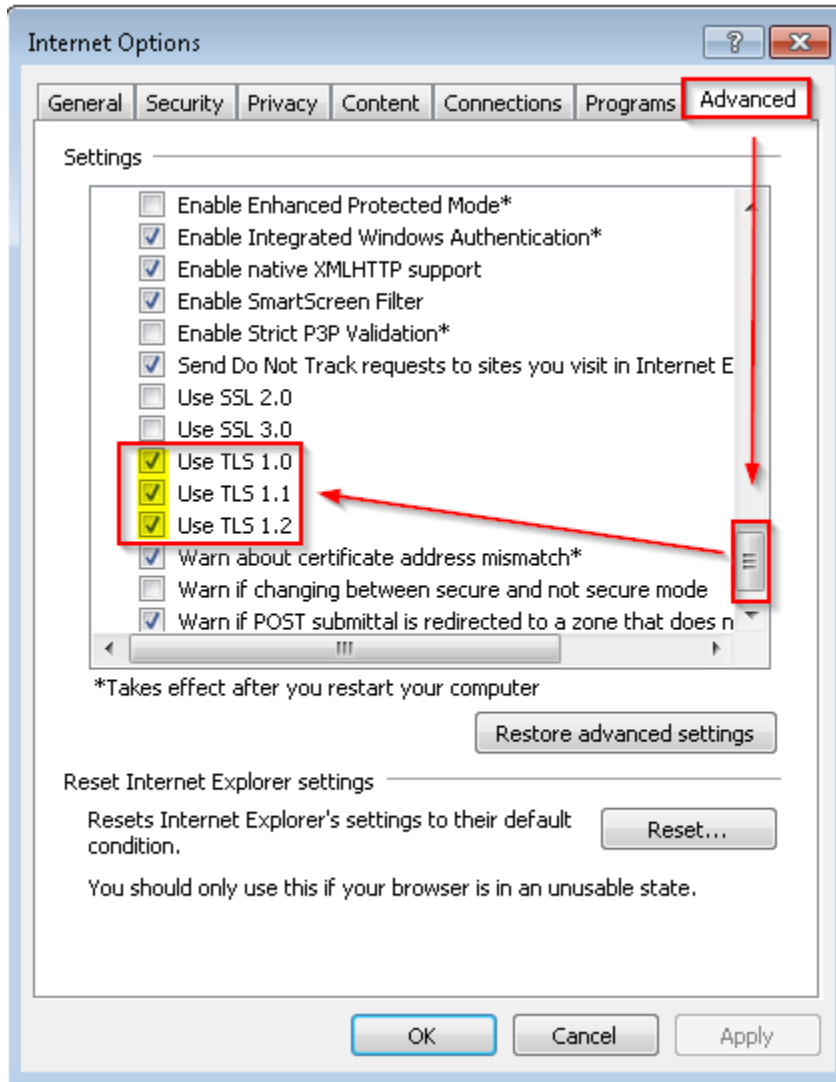 Internet Options
General Security Privacy Content Connections Programs Advanced
Settings
Enable Enhanced Protected Mode*
Enable Integrated Windows Authentication*
Enable native XMLHTTP support
Enable SmartScreen Filter
Enable Strict P3P Validation*
Send Do Not Track requests to sites you visit in Internet E
Use SSL 2.0
Use SSL 3.0
Use TLS 1.0
Use TLS 1.1
Use TLS 1.2
Warn about certificate address mismatch*
Warn if changing between secure and not secure mode
Warn if POST submittal is redirected to a zone that does n
*Takes effect after you restart your computer
Restore advanced settings
Reset Internet Explorer settings
Resets Internet Explorer's settings to their default
condition.
Reset...
You should only use this if your browser is in an unusable state.
OK Cancel Apply